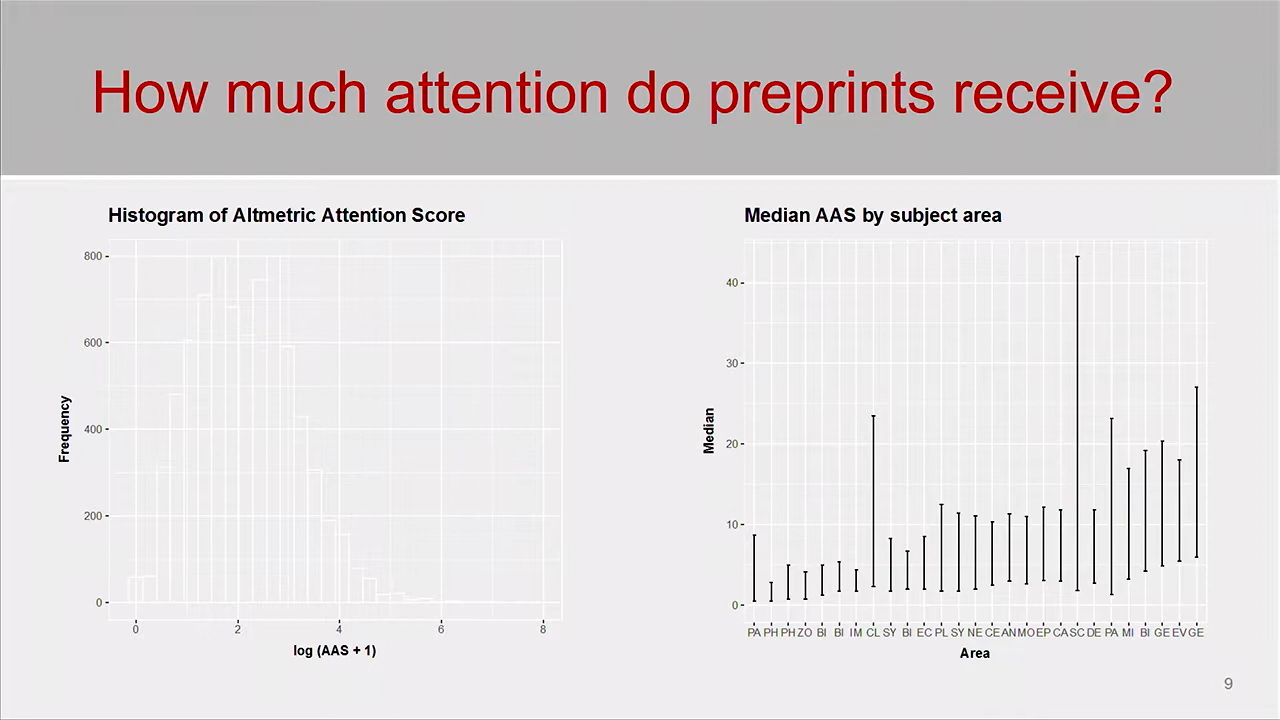 How much attention do preprints receive?
Histogram of Altmetric Attention Score
800
600
400
200
0
Frequency
0 2 4 6 8
log (AAS + 1)
Median AAS by subject area
40
30
20
10
0
Median
PA PH PH ZO BI BI IM CL SY BI EC PL SY NE CE AN MO EP CA SC DE PA MI BI GE EV GE
Area
9